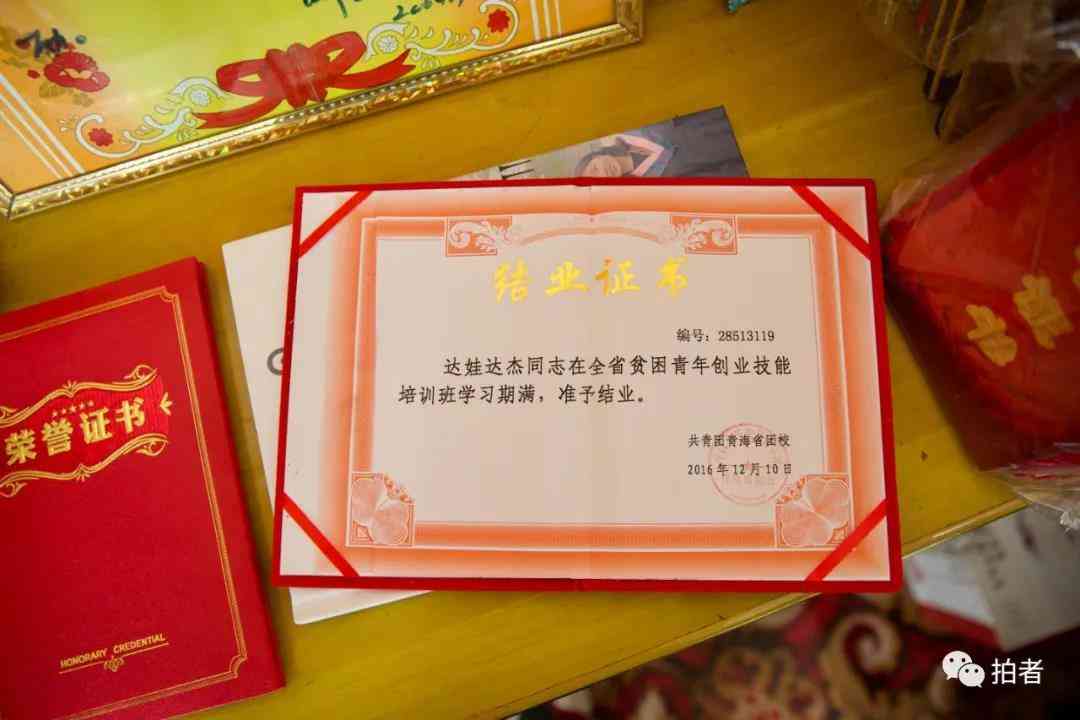 结业证书
编号：28513119
达娃达杰同志在全省贫困青年创业技能
培训班学习期满，准予结业。
共青团青海省团校
2016年12月10日
荣誉证书
HONORARY CREDENTIAL
拍者